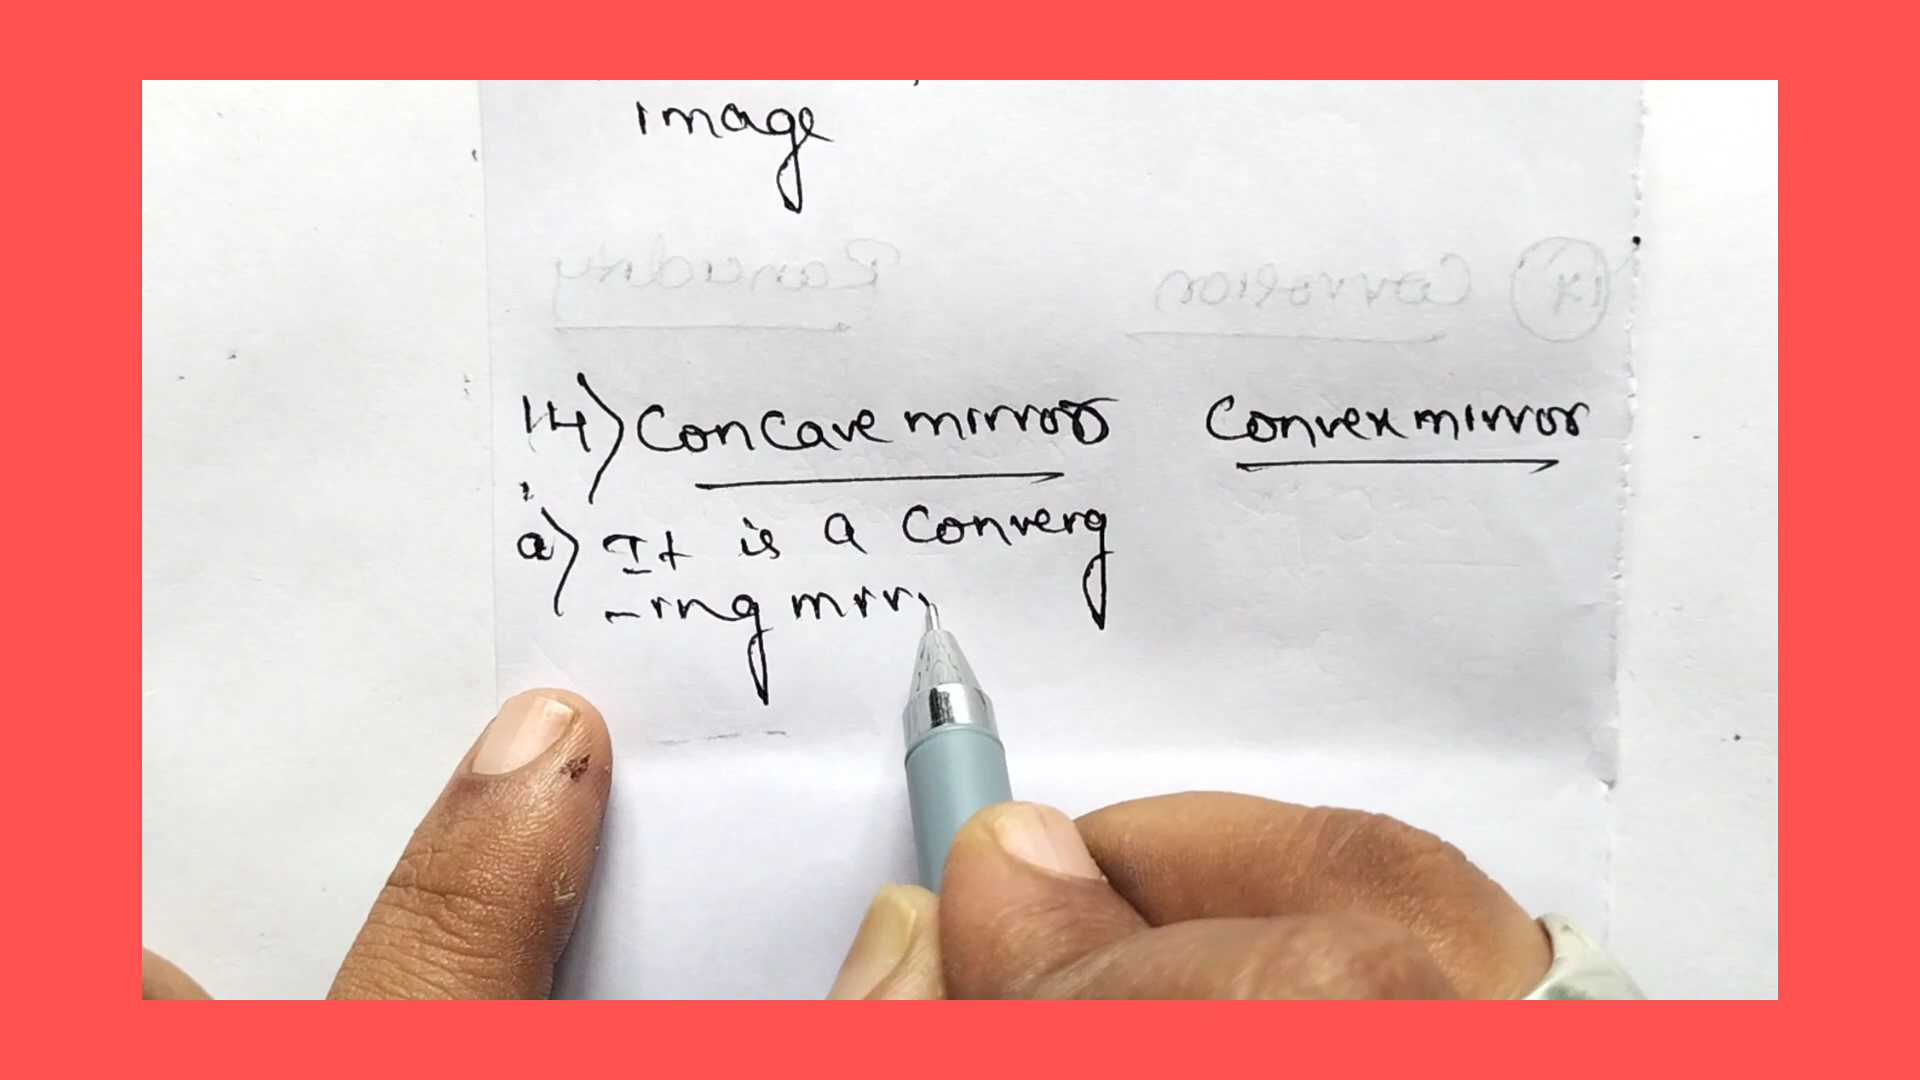 image
14) Concave mirror Convex mirror
a) It is a Converg
-ing mirr